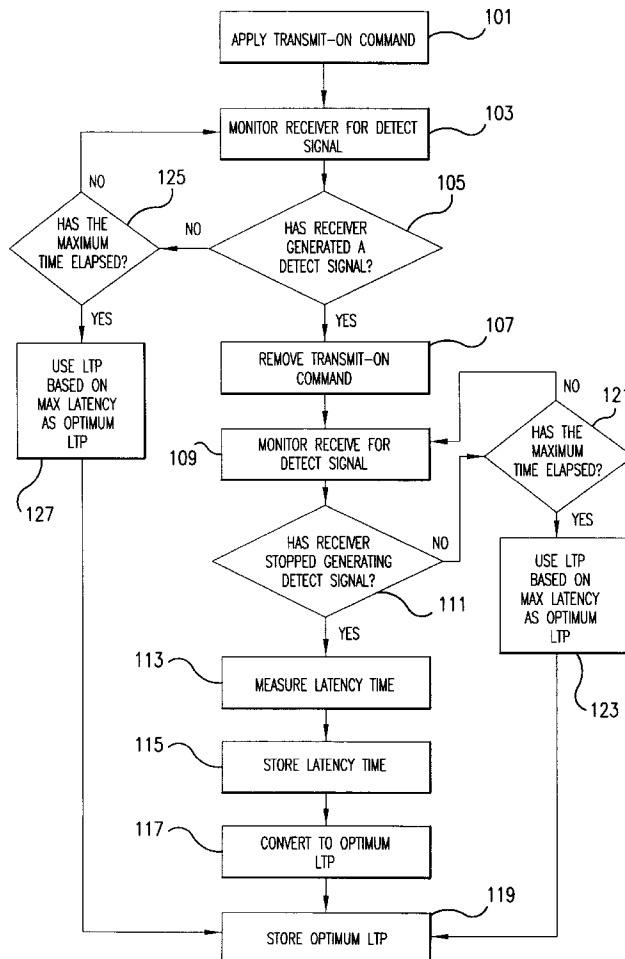 APPLY TRANSMIT-ON COMMAND
101
MONITOR RECEIVER FOR DETECT
SIGNAL
103
NO
125
HAS THE
MAXIMUM
TIME ELAPSED?
NO
HAS RECEIVER
GENERATED A
DETECT SIGNAL?
105
YES
YES
USE LTP
BASED ON
MAX LATENCY
AS OPTIMUM
LTP
127
REMOVE TRANSMIT-ON
COMMAND
107
MONITOR RECEIVE FOR
DETECT SIGNAL
109
NO
121
HAS THE
MAXIMUM
TIME ELAPSED?
HAS RECEIVER
STOPPED GENERATING
DETECT SIGNAL?
NO
111
YES
YES
USE LTP
BASED ON
MAX LATENCY
AS OPTIMUM
LTP
123
113
MEASURE LATENCY TIME
115
STORE LATENCY TIME
117
CONVERT TO OPTIMUM
LTP
119
STORE OPTIMUM LTP